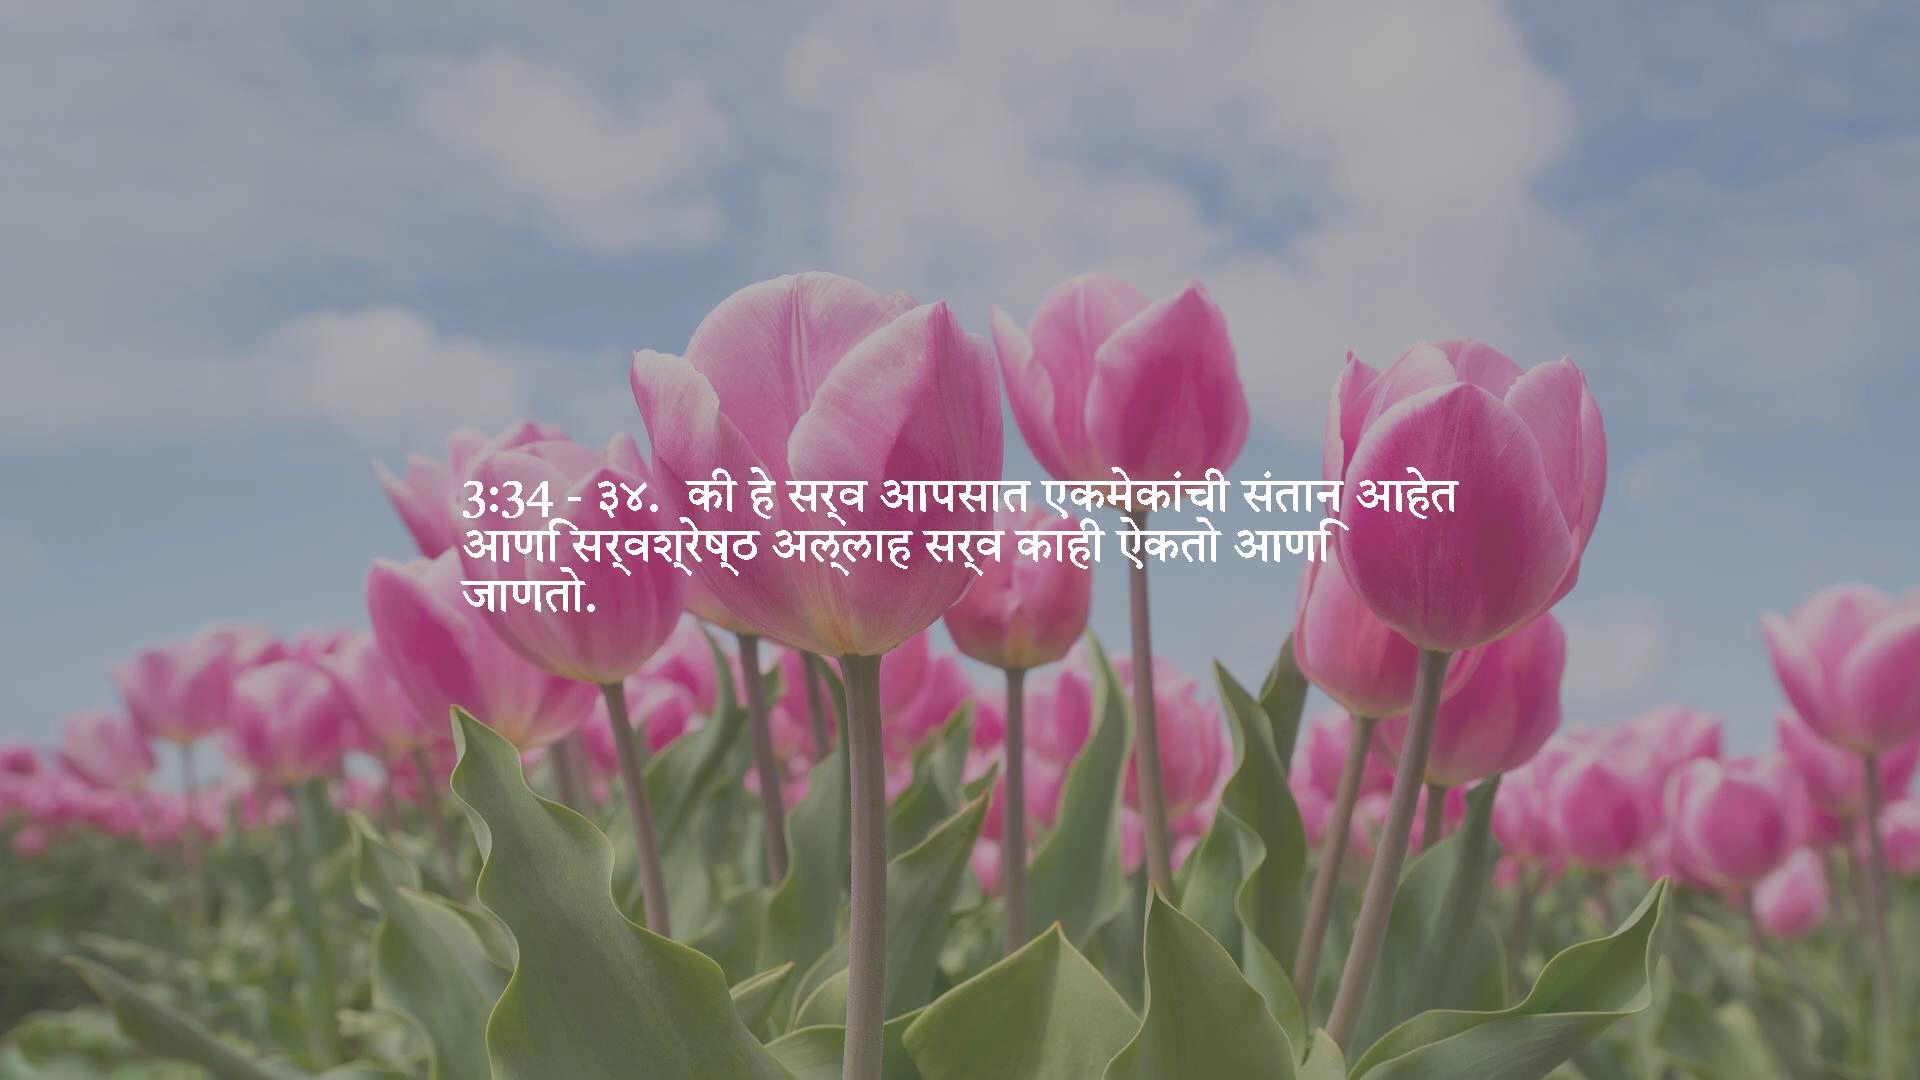 3:34 - ३४. की हे सर्व आपसात एकमेकांची संतान आहेत
आणि सर्वश्रेष्ठ अल्लाह सर्व काही ऐकतो आणि
जाणतो.